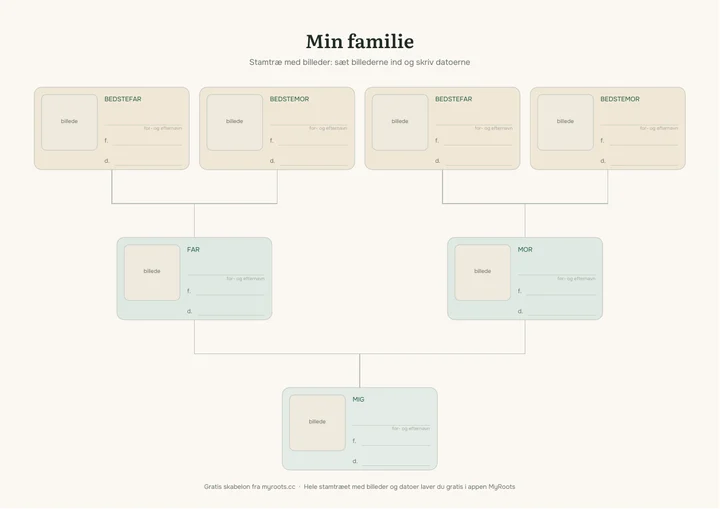 Min familie
Stamtræ med billeder: sæt billederne ind og skriv datoerne
BEDSTEFAR
billede
for- og efternavn
f.
d.
BEDSTEMOR
billede
for- og efternavn
f.
d.
BEDSTEFAR
billede
for- og efternavn
f.
d.
BEDSTEMOR
billede
for- og efternavn
f.
d.
FAR
billede
for- og efternavn
f.
d.
MOR
billede
for- og efternavn
f.
d.
MIG
billede
for- og efternavn
f.
d.
Gratis skabelon fra myroots.cc · Hele stamtræet med billeder og datoer laver du gratis i appen MyRoots